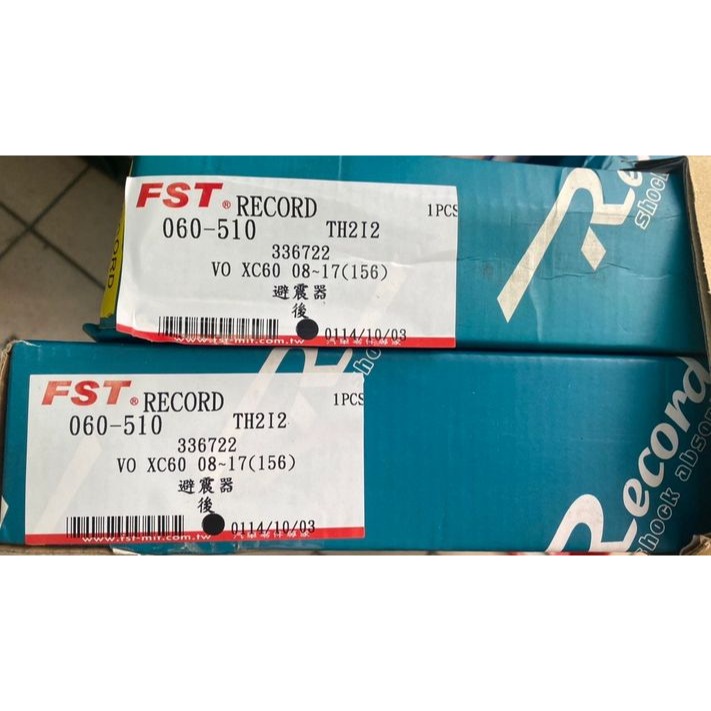 FST® RECORD
1PCS
060-510 TH2I2
336722
VO XC60 08~17(156)
避震器
後
0114/10/03
www.fst-mit.com.tw
Record
shock
FST® RECORD
1PCS
060-510 TH2I2
336722
VO XC60 08~17(156)
避震器
後
0114/10/03
www.fst-mit.com.tw
Record
shock absor